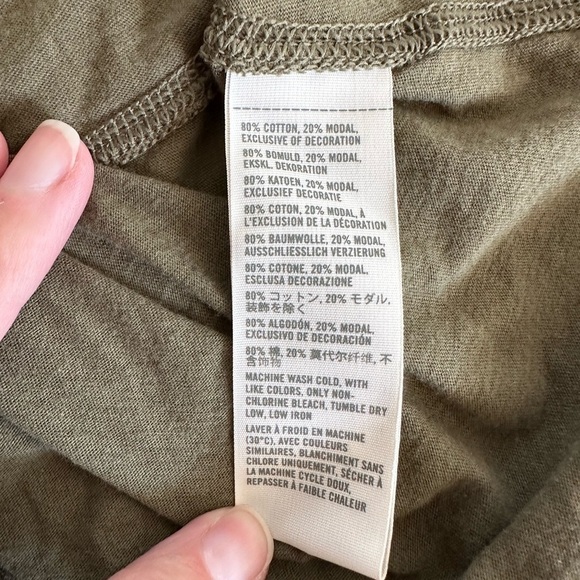 80% COTTON, 20% MODAL,
EXCLUSIVE OF DECORATION
80% BOMULD, 20% MODAL,
EKSKL. DEKORATION
80% KATOEN, 20% MODAL,
EXCLUSIEF DECORATIE
80% COTON, 20% MODAL, À
L'EXCLUSION DE LA DÉCORATION
80% BAUMWOLLE, 20% MODAL,
AUSSCHLIESSLICH VERZIERUNG
80% COTONE, 20% MODAL,
ESCLUSA DECORAZIONE
80% コットン, 20% モダル,
装飾を除く
80% ALGODÓN, 20% MODAL,
EXCLUSIVO DE DECORACIÓN
80% 棉, 20% 莫代尔纤维, 不
含饰物
MACHINE WASH COLD, WITH
LIKE COLORS, ONLY NON-
CHLORINE BLEACH, TUMBLE DRY
LOW, LOW IRON
LAVER À FROID EN MACHINE
(30°C), AVEC COULEURS
SIMILAIRES, BLANCHIMENT SANS
CHLORE UNIQUEMENT, SÉCHER À
LA MACHINE CYCLE DOUX,
REPASSER À FAIBLE CHALEUR